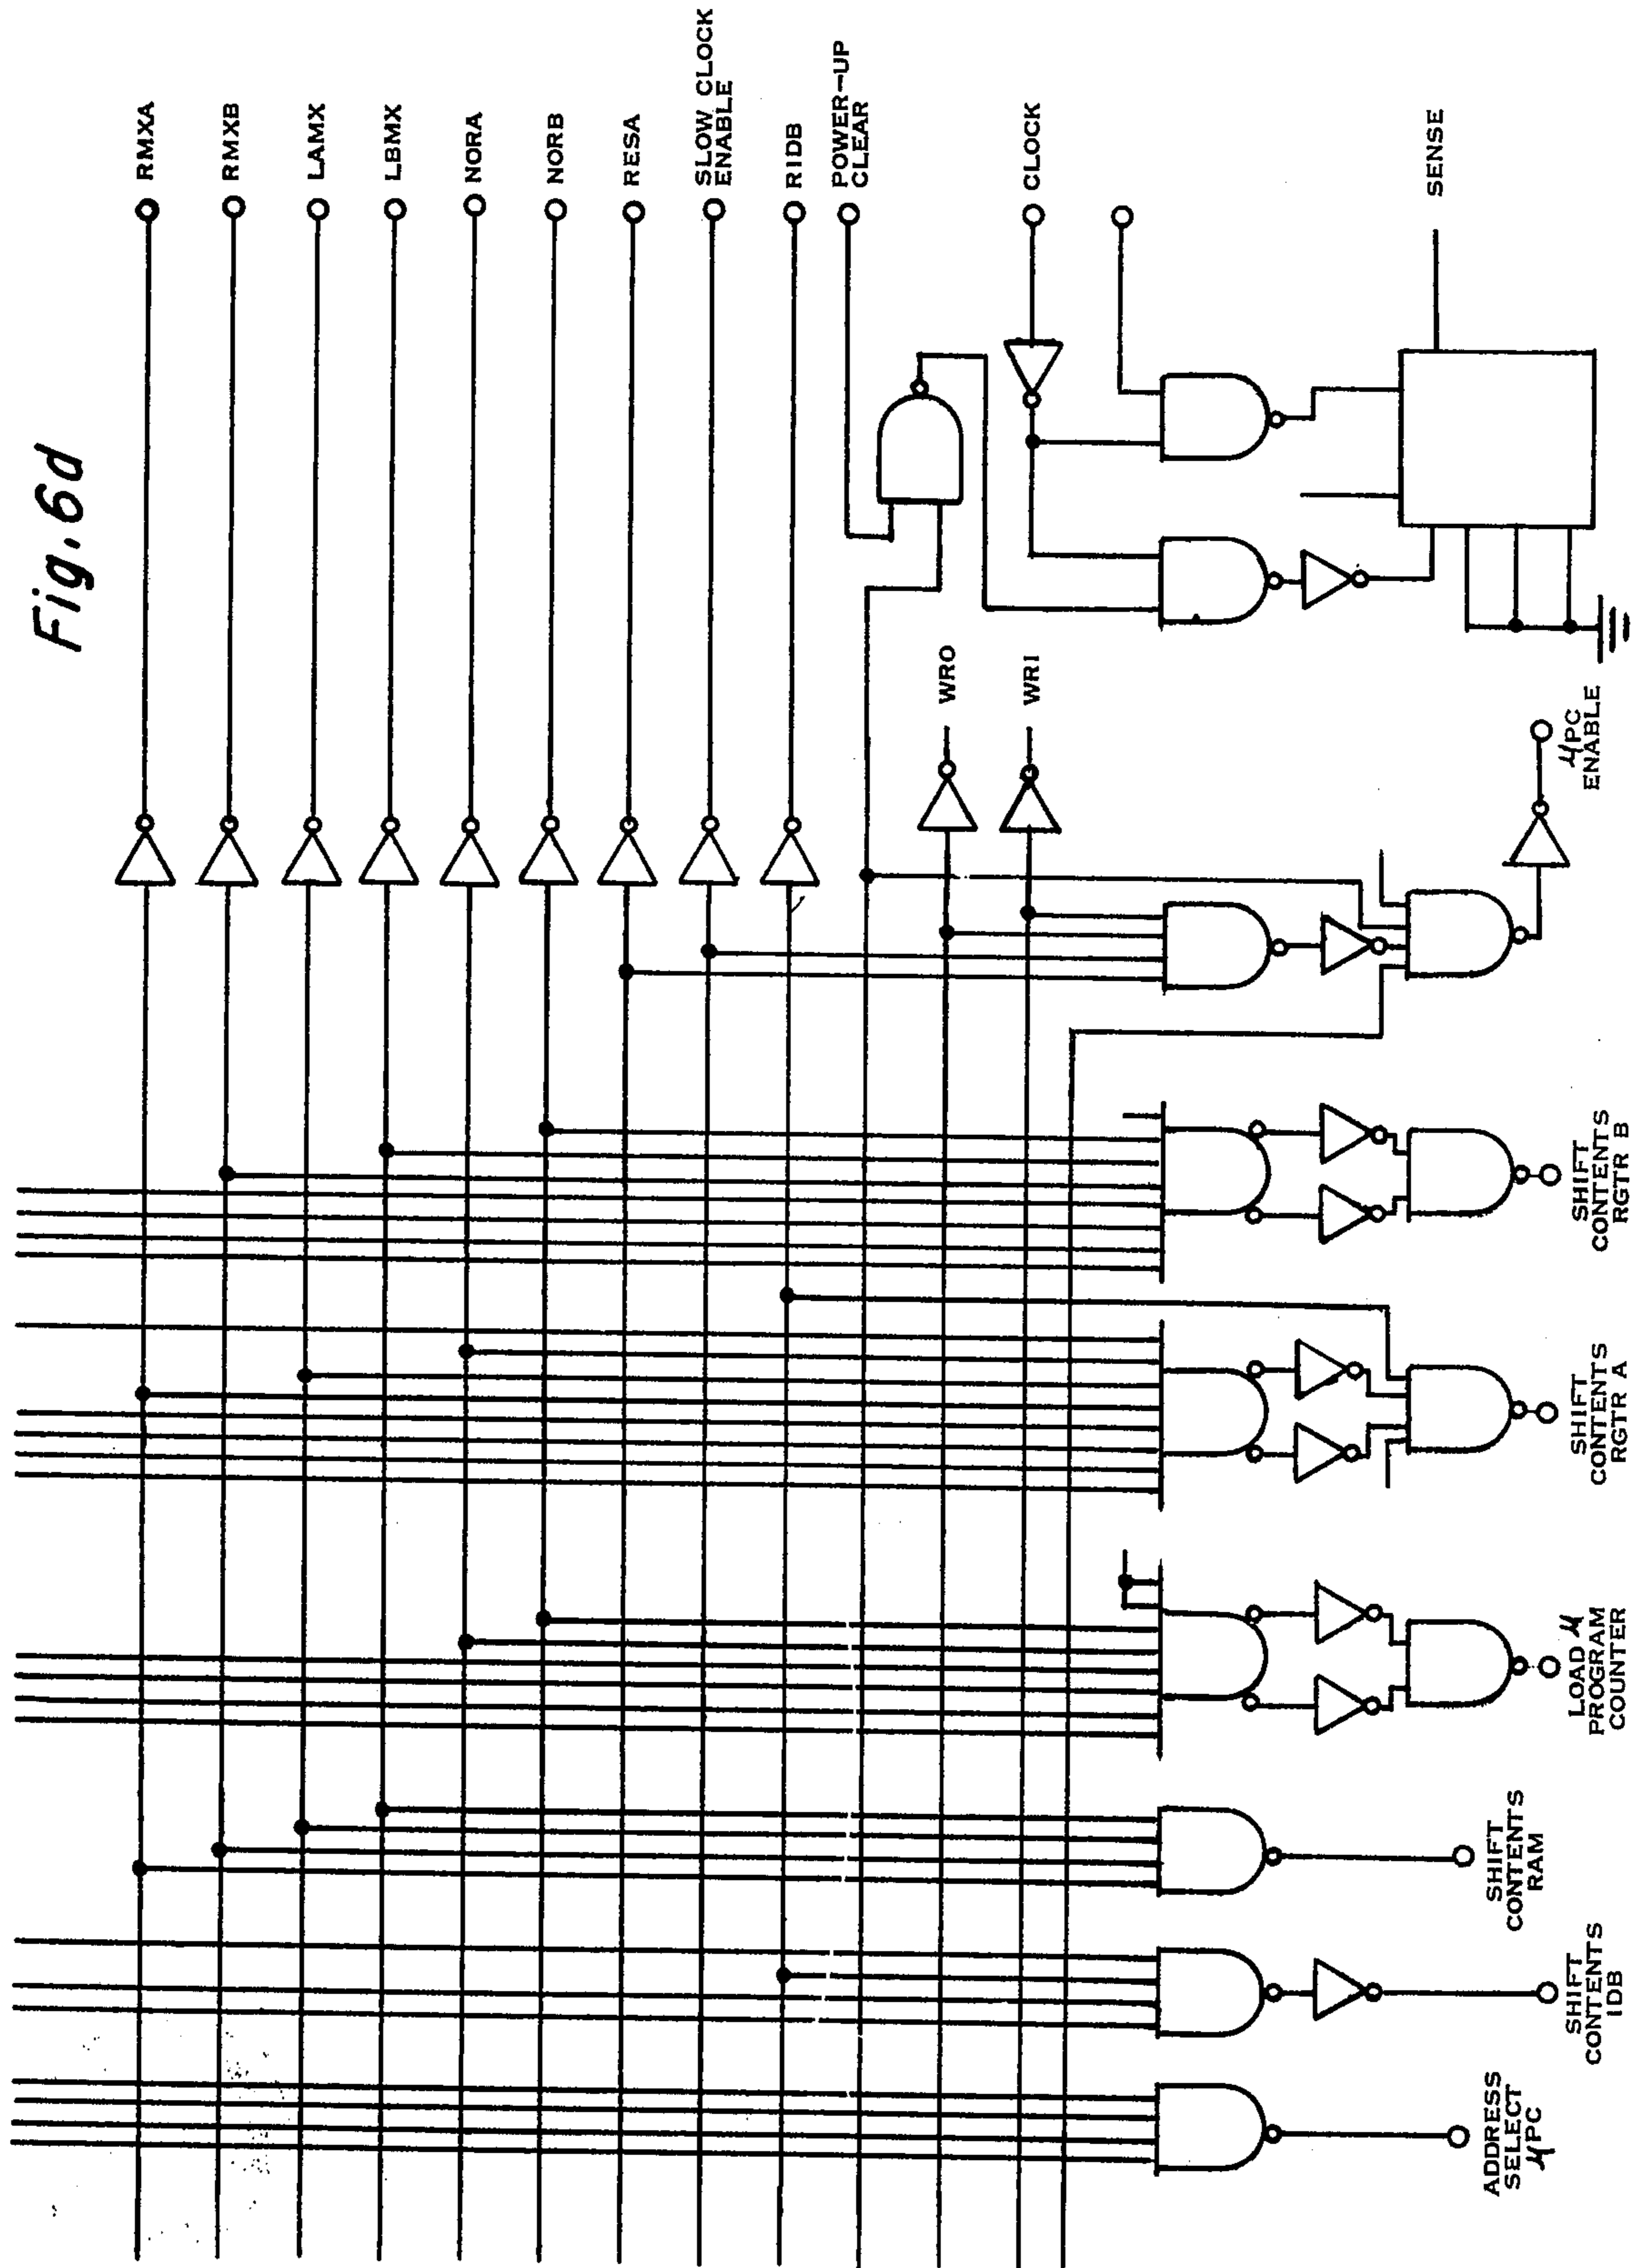 Fig. 6d
RMXA
RMXB
LAMX
LBMX
NORA
NORB
RESA
SLOW CLOCK
ENABLE
RIDB
POWER-UP
CLEAR
CLOCK
SENSE
WRO
WRI
μPC
ENABLE
SHIFT
CONTENTS
RGTR B
SHIFT
CONTENTS
RGTR A
LOAD μ
PROGRAM
COUNTER
SHIFT
CONTENTS
RAM
SHIFT
CONTENTS
IDB
ADDRESS
SELECT
μPC